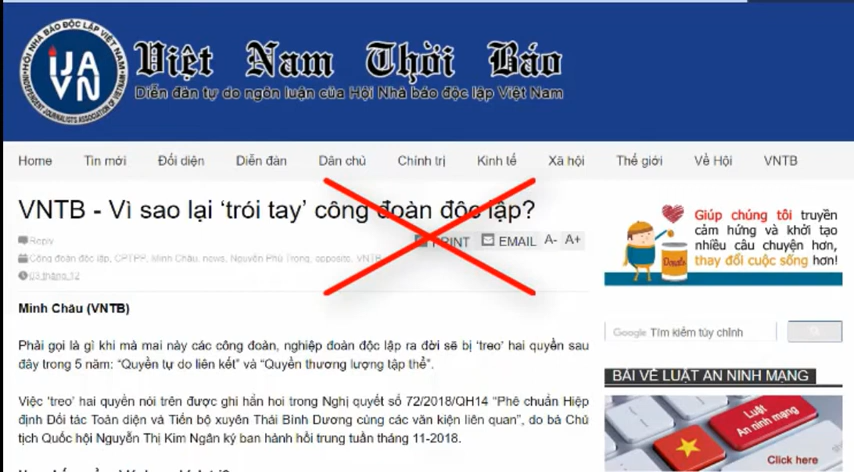 HỘI NHÀ BÁO ĐỘC LẬP VIỆT NAM
IJAVN
INDEPENDENT JOURNALISTS ASSOCIATION OF VIETNAM
Việt Nam Thời Báo
Diễn đàn tự do ngôn luận của Hội Nhà báo độc lập Việt Nam
Home Tin mới Đối diện Diễn đàn Dân chủ Chính trị Kinh tế Xã hội Thế giới Về Hội VNTB
VNTB - Vì sao lại 'trói tay' công đoàn độc lập?
Reply
PRINT EMAIL A- A+
Công đoàn độc lập, CPTPP, Minh Châu, news, Nguyễn Phú Trọng, opposite, VNTB
03 tháng 12
Minh Châu (VNTB)
Phải gọi là gì khi mà mai này các công đoàn, nghiệp đoàn độc lập ra đời sẽ bị 'treo' hai quyền sau
đây trong 5 năm: “Quyền tự do liên kết” và “Quyền thương lượng tập thể”.
Việc 'treo' hai quyền nói trên được ghi hẳn hoi trong Nghị quyết số 72/2018/QH14 “Phê chuẩn Hiệp
định Đối tác Toàn diện và Tiến bộ xuyên Thái Bình Dương cùng các văn kiện liên quan”, do bà Chủ
tịch Quốc hội Nguyễn Thị Kim Ngân ký ban hành hồi trung tuần tháng 11-2018.
Giúp chúng tôi truyền
cảm hứng và khởi tạo
nhiều câu chuyện hơn,
thay đổi cuộc sống hơn!
Donate
Google Tìm kiếm tùy chỉnh
BÀI VỀ LUẬT AN NINH MẠNG
Luật
An ninh mạng
Click here